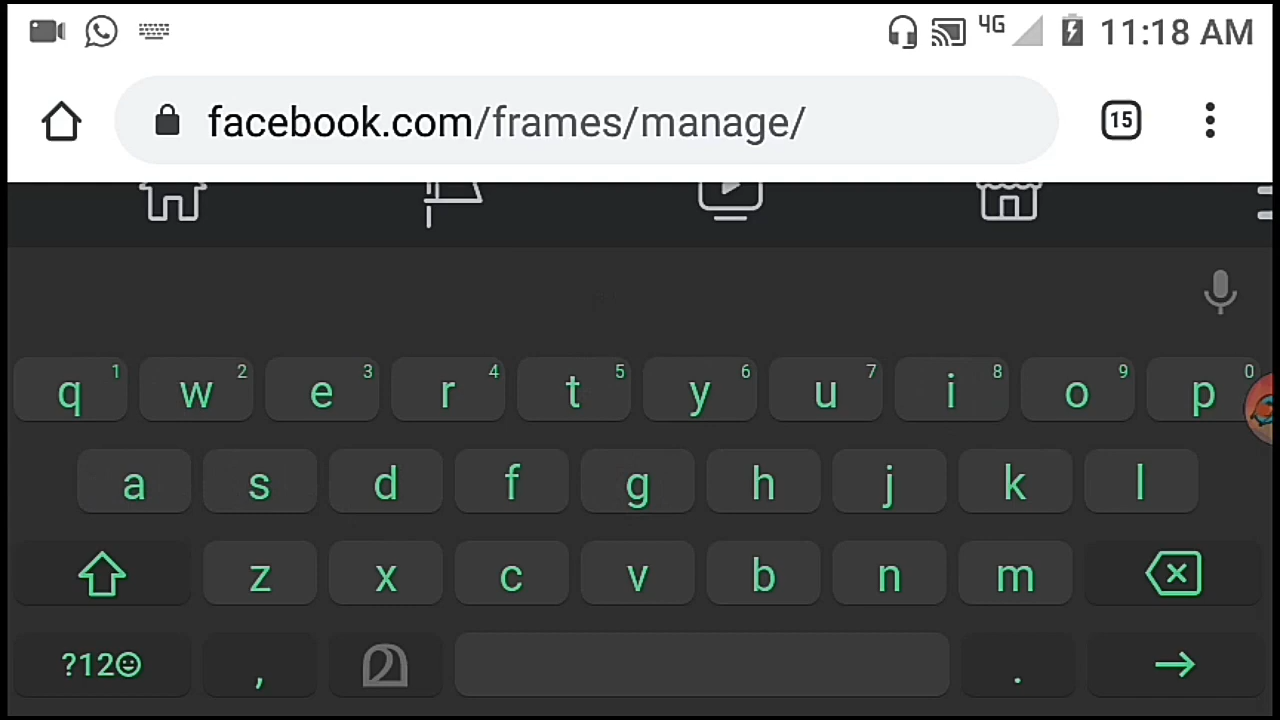 4G 11:18 AM
facebook.com/frames/manage/ 15
q 1 w 2 e 3 r 4 t 5 y 6 u 7 i 8 o 9 p 0
a s d f g h j k l
z x c v b n m
?12☺ , മ .